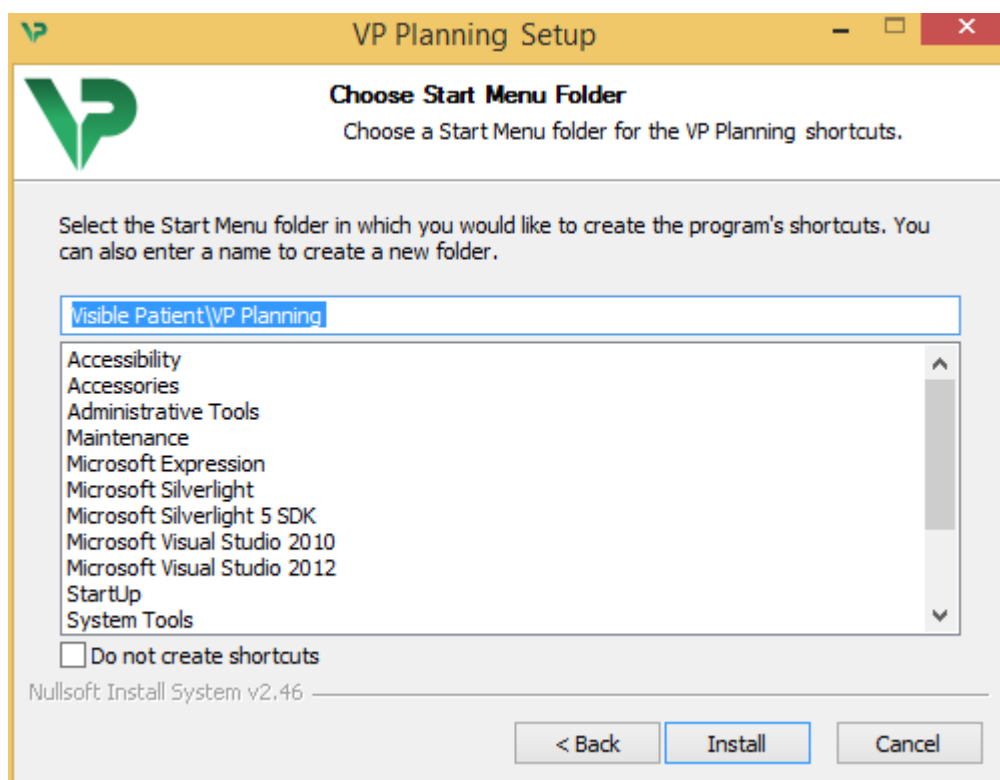 VP Planning Setup
VP
Choose Start Menu Folder
Choose a Start Menu folder for the VP Planning shortcuts.
Select the Start Menu folder in which you would like to create the program's shortcuts. You
can also enter a name to create a new folder.
Visible Patient\VP Planning
Accessibility
Accessories
Administrative Tools
Maintenance
Microsoft Expression
Microsoft Silverlight
Microsoft Silverlight 5 SDK
Microsoft Visual Studio 2010
Microsoft Visual Studio 2012
StartUp
System Tools
Do not create shortcuts
Nullsoft Install System v2.46
< Back Install Cancel